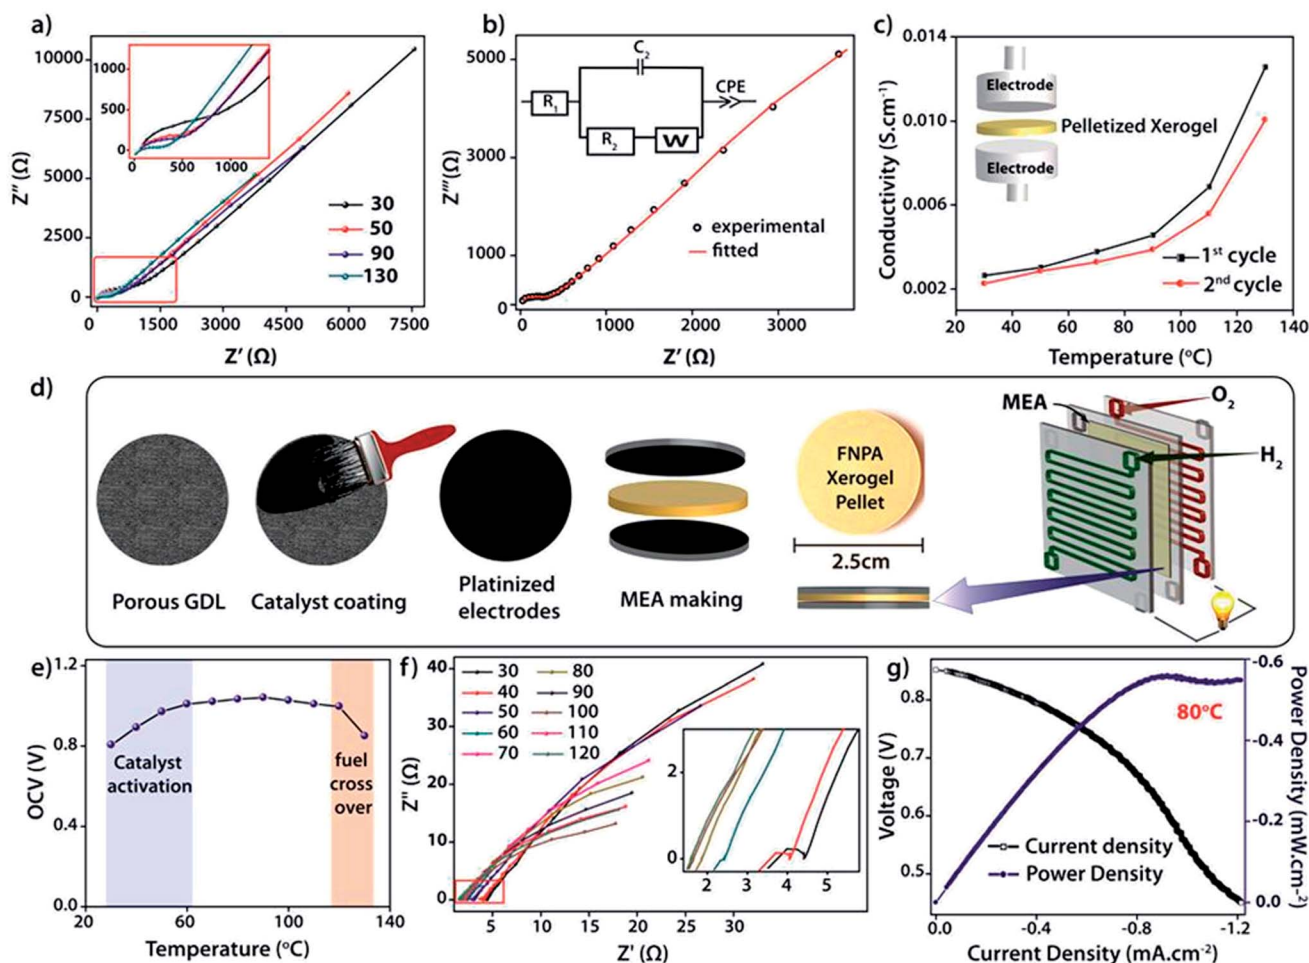 a)
10000
7500
5000
2500
0
Z″ (Ω)
1000
500
0
0
500
1000
30
50
90
130
0
1500
3000
4500
6000
7500
Z′ (Ω)
b)
5000
3000
1000
0
Z‴ (Ω)
C2
R1
CPE
R2
W
experimental
fitted
0
1000
2000
3000
Z′ (Ω)
c)
0.014
0.010
0.006
0.002
Conductivity (S.cm-1)
Electrode
Pelletized Xerogel
Electrode
1st cycle
2nd cycle
20
40
60
80
100
120
140
Temperature (oC)
d)
Porous GDL
Catalyst coating
Platinized
electrodes
MEA making
FNPA
Xerogel
Pellet
2.5cm
MEA
O2
H2
e)
1.2
0.8
0.4
0.0
OCV (V)
Catalyst
activation
fuel
cross
over
20
60
100
140
Temperature (oC)
f)
40
30
20
10
0
Z″ (Ω)
30
80
40
90
50
100
60
110
70
120
2
0
2
3
4
5
5
10
15
20
25
30
Z′ (Ω)
g)
0.8
0.7
0.6
0.5
Voltage (V)
80oC
Current density
Power Density
-0.6
-0.4
-0.2
0.0
Power Density (mW.cm-2)
0.0
-0.4
-0.8
-1.2
Current Density (mA.cm-2)